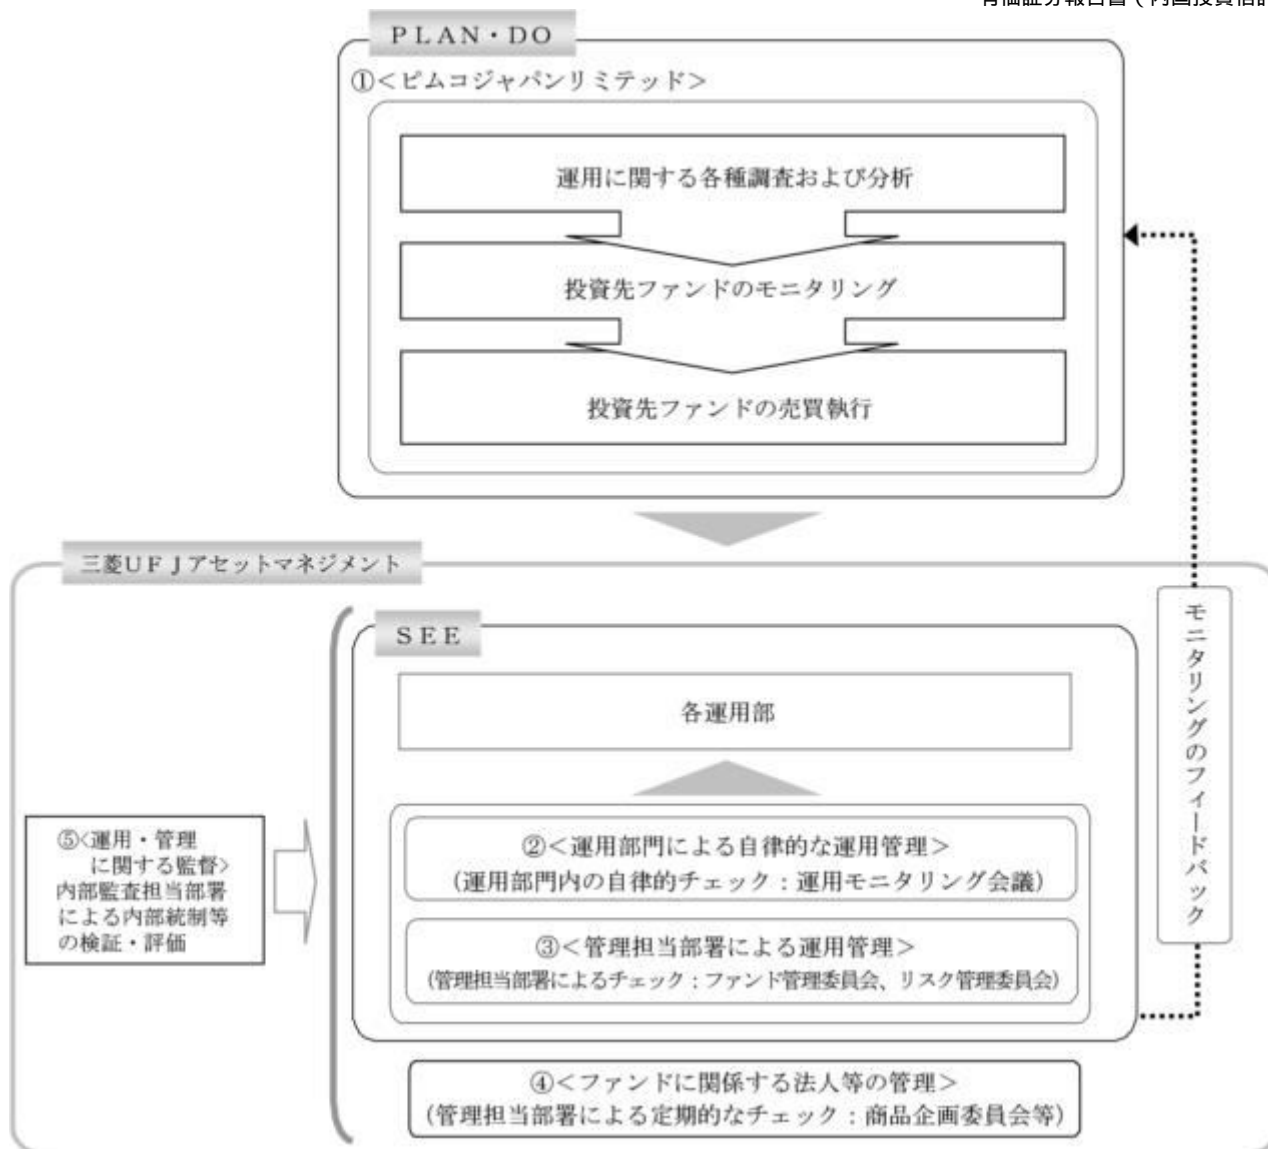 ＰＬＡＮ・ＤＯ
①＜ピムコジャパンリミテッド＞
運用に関する各種調査および分析
投資先ファンドのモニタリング
投資先ファンドの売買執行
三菱ＵＦＪアセットマネジメント
ＳＥＥ
各運用部
②＜運用部門による自律的な運用管理＞
（運用部門内の自律的チェック：運用モニタリング会議）
③＜管理担当部署による運用管理＞
（管理担当部署によるチェック：ファンド管理委員会、リスク管理委員会）
④＜ファンドに関係する法人等の管理＞
（管理担当部署による定期的なチェック：商品企画委員会等）
⑤＜運用・管理
に関する監督＞
内部監査担当部署
による内部統制等
の検証・評価
モニタリングのフィードバック